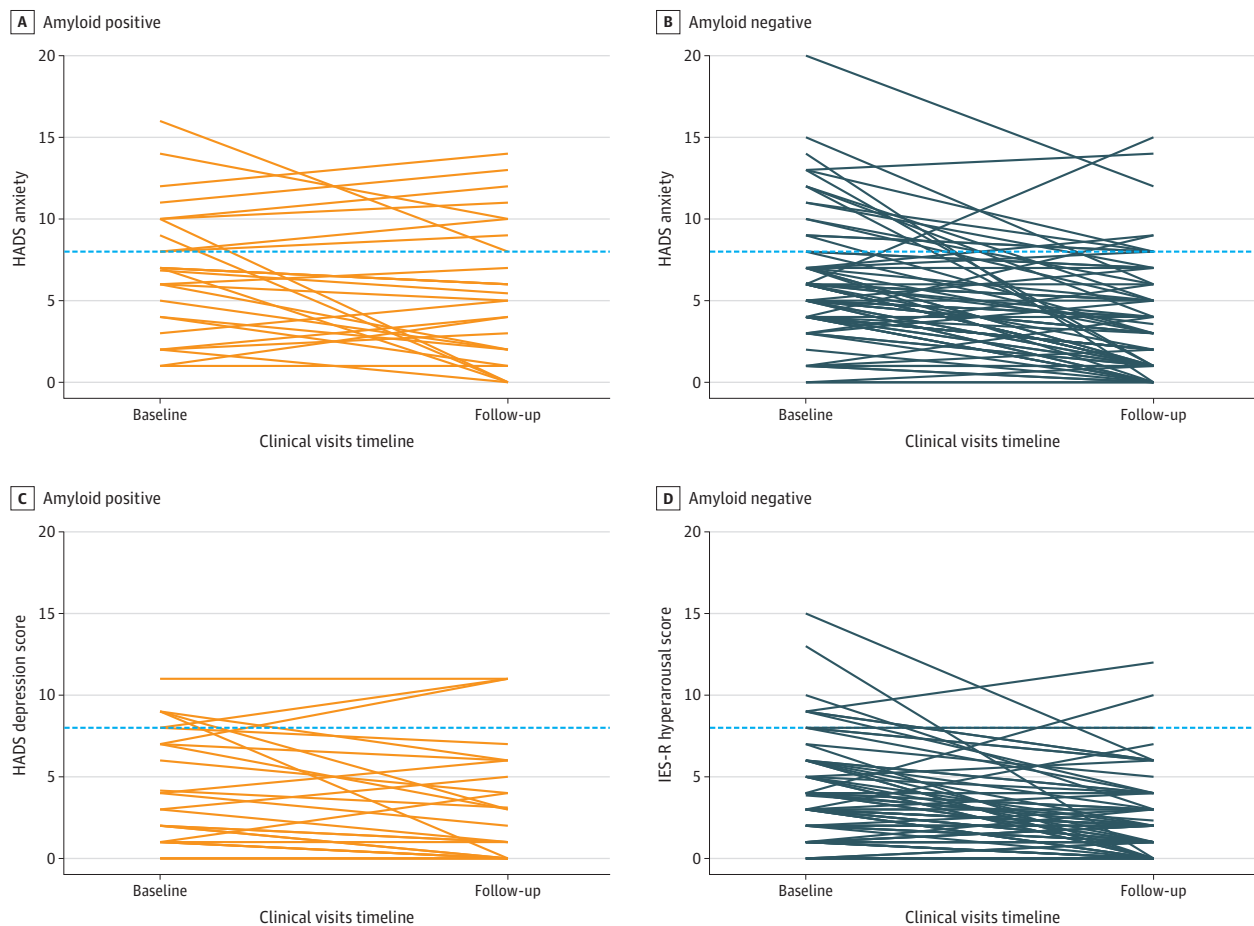 A Amyloid positive
20
15
10
5
0
HADS anxiety
Baseline
Follow-up
Clinical visits timeline
B Amyloid negative
20
15
10
5
0
HADS anxiety
Baseline
Follow-up
Clinical visits timeline
C Amyloid positive
20
15
10
5
0
HADS depression score
Baseline
Follow-up
Clinical visits timeline
D Amyloid negative
20
15
10
5
0
IES-R hyperarousal score
Baseline
Follow-up
Clinical visits timeline